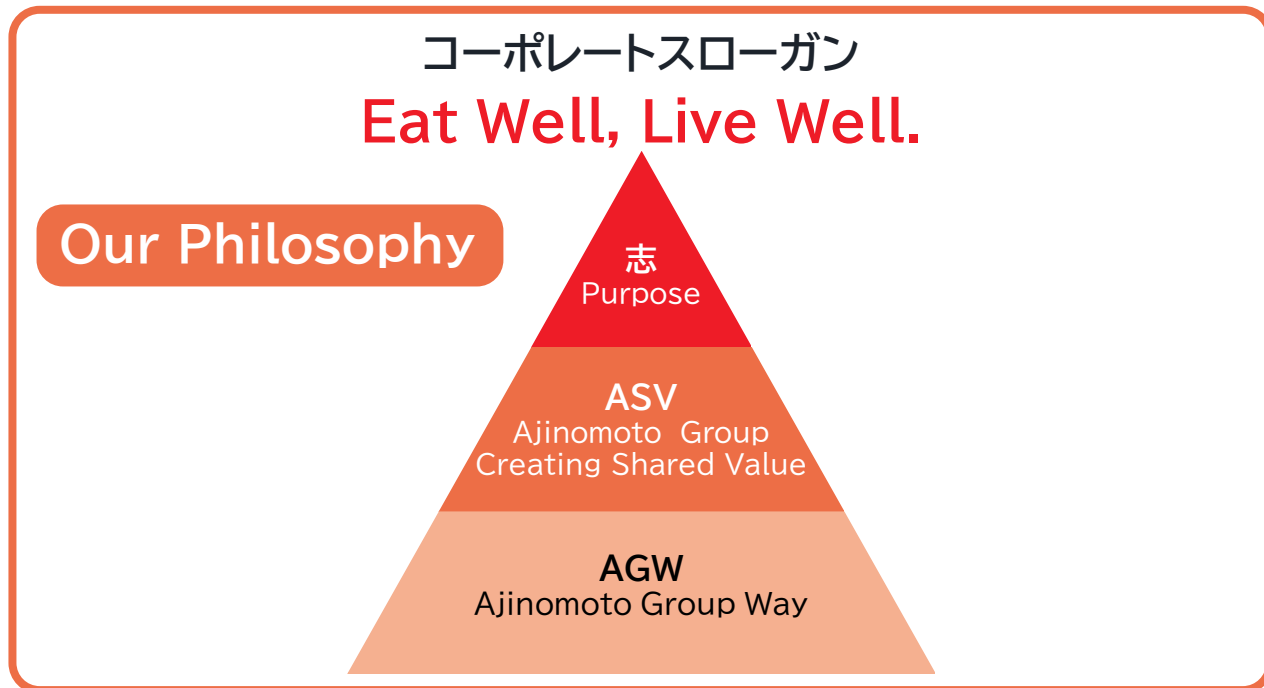 コーポレートスローガン
Eat Well, Live Well.
Our Philosophy
志
Purpose
ASV
Ajinomoto Group
Creating Shared Value
AGW
Ajinomoto Group Way